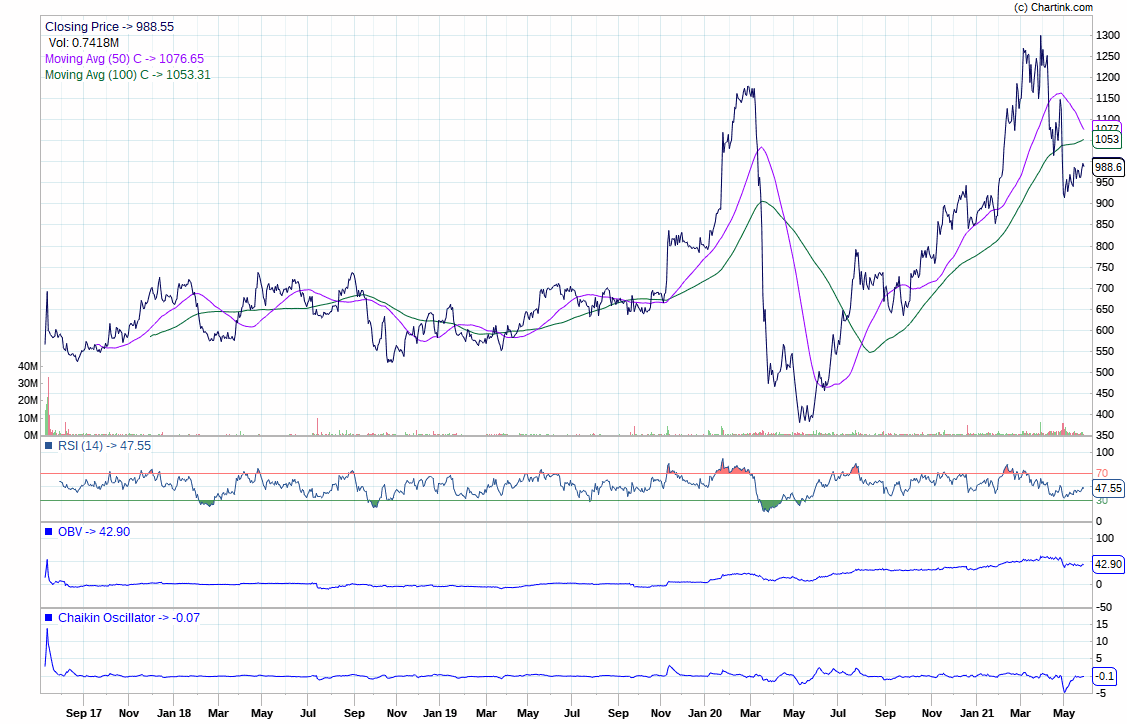 (c) Chartink.com
Closing Price -> 988.55
Vol: 0.7418M
Moving Avg (50) C -> 1076.65
Moving Avg (100) C -> 1053.31
1300
1250
1200
1150
1100
1077
1053
988.6
950
900
850
800
750
700
650
600
550
500
450
400
350
40M
30M
20M
10M
0M
RSI (14) -> 47.55
100
70
47.55
30
0
OBV -> 42.90
100
42.90
0
-50
Chaikin Oscillator -> -0.07
15
10
5
-0.1
-5
Sep 17 Nov Jan 18 Mar May Jul Sep Nov Jan 19 Mar May Jul Sep Nov Jan 20 Mar May Jul Sep Nov Jan 21 Mar May